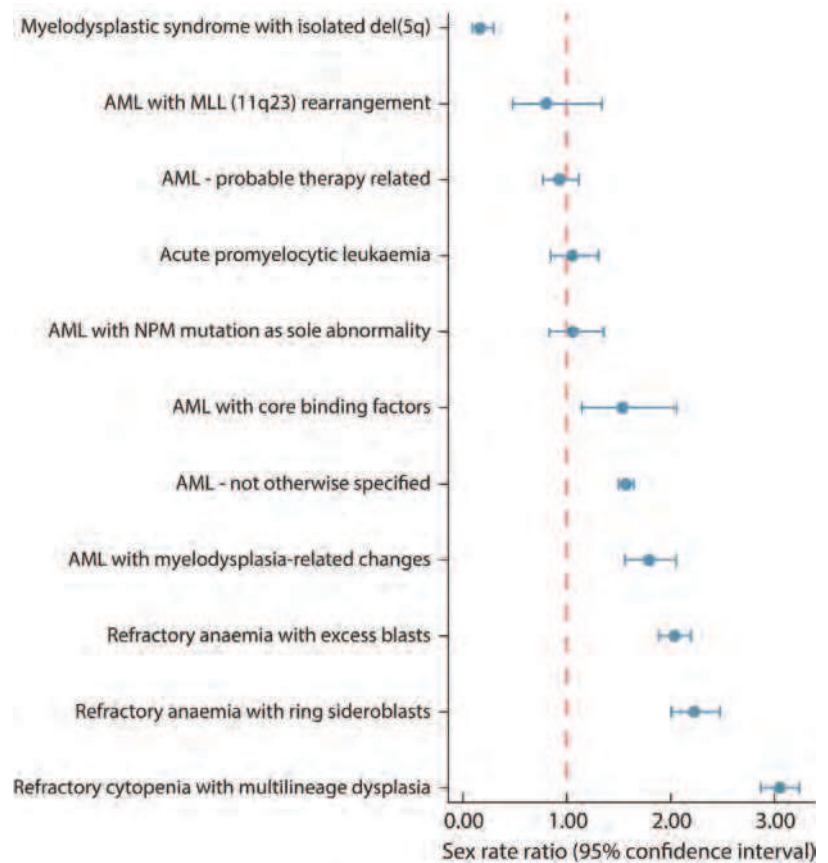 Myelodysplastic syndrome with isolated del(5q)
AML with MLL (11q23) rearrangement
AML - probable therapy related
Acute promyelocytic leukaemia
AML with NPM mutation as sole abnormality
AML with core binding factors
AML - not otherwise specified
AML with myelodysplasia-related changes
Refractory anaemia with excess blasts
Refractory anaemia with ring sideroblasts
Refractory cytopenia with multilineage dysplasia
0.00 1.00 2.00 3.00
Sex rate ratio (95% confidence interval)